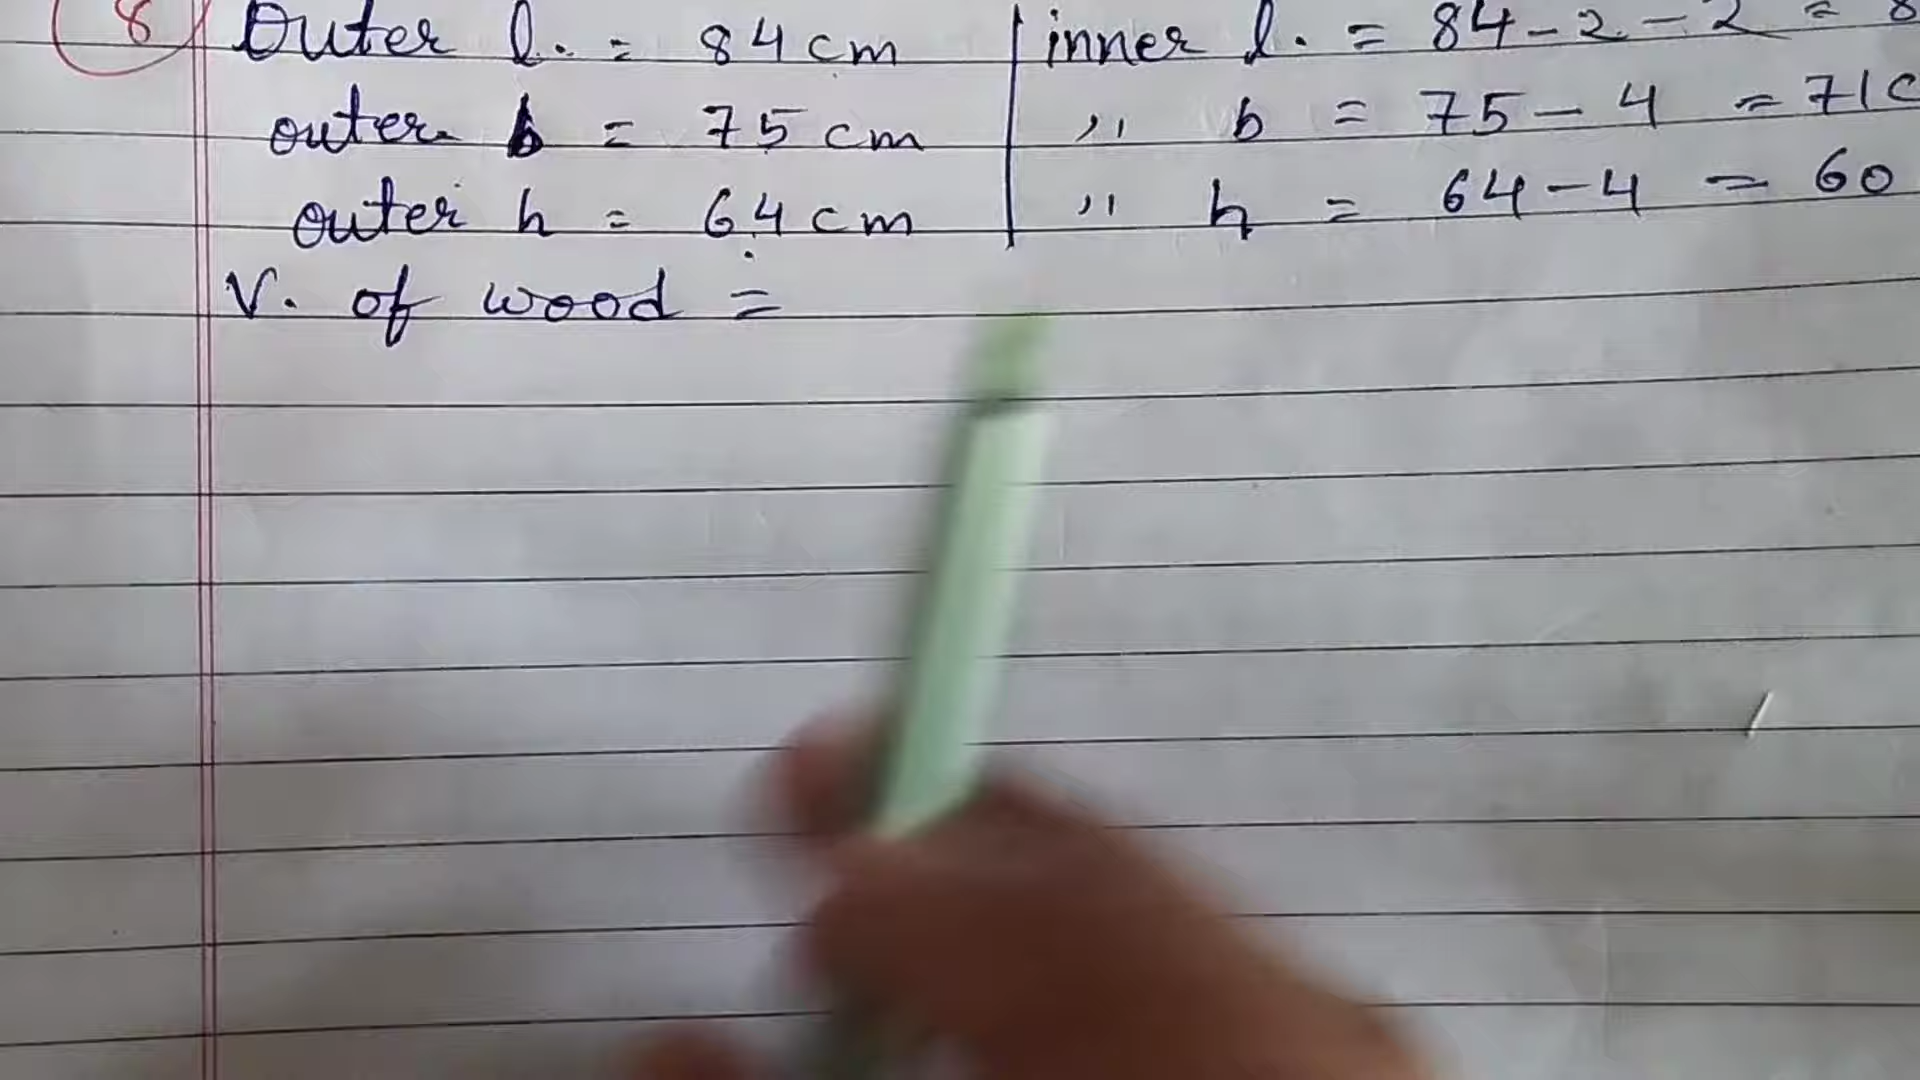 8 Outer l. = 84 cm | inner l. = 84 - 2 - 2 = 8
outer b = 75 cm | ,, b = 75 - 4 = 71 c
outer h = 64 cm | ,, h = 64 - 4 = 60
V. of wood =